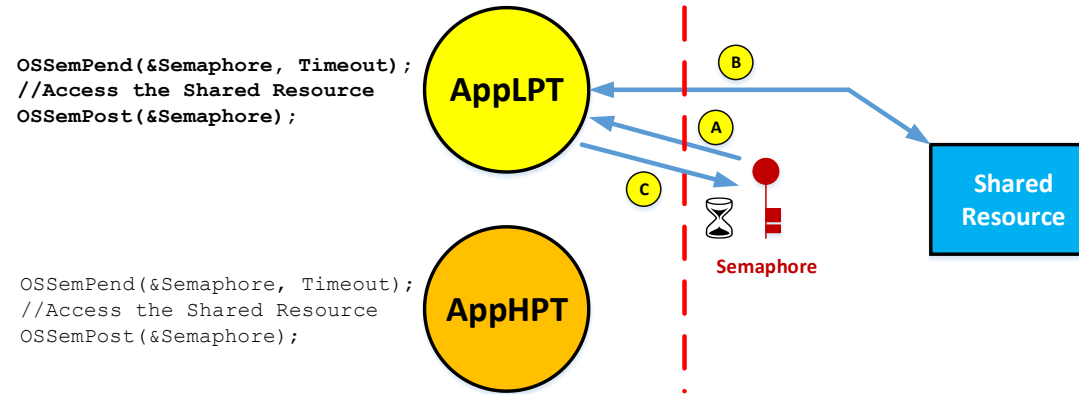 OSSemPend(&Semaphore, Timeout);
//Access the Shared Resource
OSSemPost(&Semaphore);
AppLPT
B
A
C
Shared
Resource
Semaphore
OSSemPend(&Semaphore, Timeout);
//Access the Shared Resource
OSSemPost(&Semaphore);
AppHPT